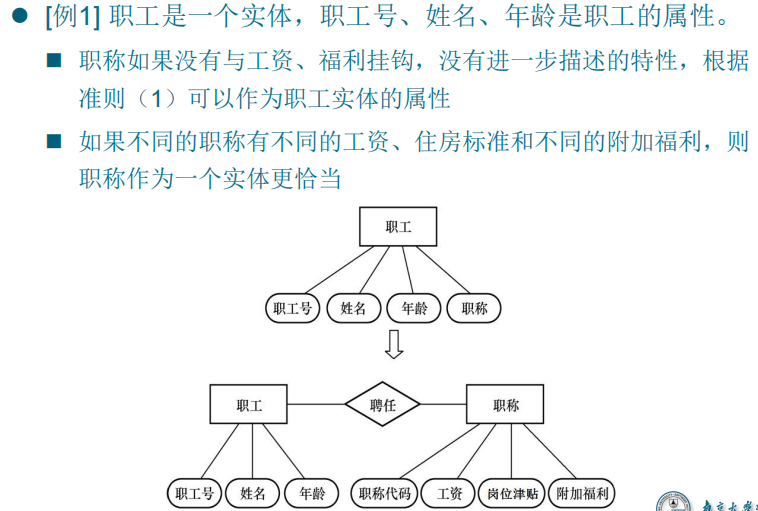 [例1] 职工是一个实体，职工号、姓名、年龄是职工的属性。
职称如果没有与工资、福利挂钩，没有进一步描述的特性，根据
准则（1）可以作为职工实体的属性
如果不同的职称有不同的工资、住房标准和不同的附加福利，则
职称作为一个实体更恰当
职工
职工号 姓名 年龄 职称
职工 聘任 职称
职工号 姓名 年龄 职称代码 工资 岗位津贴 附加福利